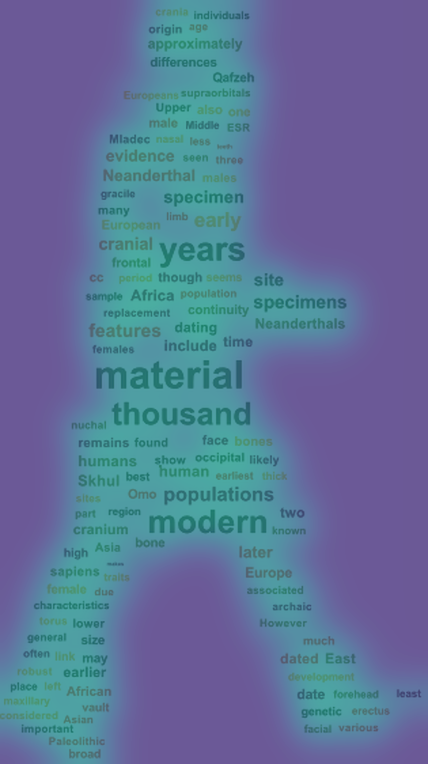 crania individuals
origin age
approximately
differences
Qafzeh
Europeans supraorbitals
Upper also one
male Middle ESR
Mladec nasal less teeth
evidence seen three
Neanderthal males
gracile specimen
many limb early
European
cranial years
frontal
cc period though seems site
sample Africa population specimens
replacement continuity
features dating Neanderthals
females include time
material
thousand
nuchal
remains found face bones
humans show occipital likely
Skhul best human earliest thick
sites Omo populations
part region modern two
cranium known
high Asia bone later
sapiens traits Europe
female due associated
characteristics archaic
torus lower However
general size much
often link may dated East
robust earlier development
place left African date forehead least
maxillary vault genetic erectus
considered Asian
important facial various
Paleolithic
broad